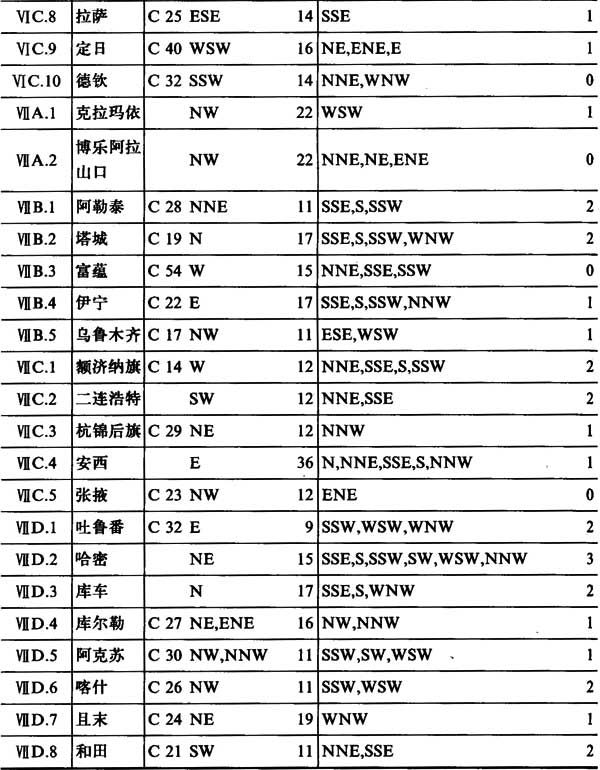 ⅥC.8 拉萨 C 25 ESE 14 SSE 1
ⅥC.9 定日 C 40 WSW 16 NE,ENE,E 1
ⅥC.10 德钦 C 32 SSW 14 NNE,WNW 0
ⅦA.1 克拉玛依 NW 22 WSW 1
ⅦA.2 博乐阿拉山口 NW 22 NNE,NE,ENE 0
ⅦB.1 阿勒泰 C 28 NNE 11 SSE,S,SSW 2
ⅦB.2 塔城 C 19 N 17 SSE,S,SSW,WNW 2
ⅦB.3 富蕴 C 54 W 15 NNE,SSE,SSW 0
ⅦB.4 伊宁 C 22 E 17 SSE,S,SSW,NNW 1
ⅦB.5 乌鲁木齐 C 17 NW 11 ESE,WSW 1
ⅦC.1 额济纳旗 C 14 W 12 NNE,SSE,S,SSW 2
ⅦC.2 二连浩特 SW 12 NNE,SSE 2
ⅦC.3 杭锦后旗 C 29 NE 12 NNW 1
ⅦC.4 安西 E 36 N,NNE,SSE,S,NNW 1
ⅦC.5 张掖 C 23 NW 12 ENE 0
ⅦD.1 吐鲁番 C 32 E 9 SSW,WSW,WNW 2
ⅦD.2 哈密 NE 15 SSE,S,SSW,SW,WSW,NNW 3
ⅦD.3 库车 N 17 SSE,S,WNW 2
ⅦD.4 库尔勒 C 27 NE,ENE 16 NW,NNW 1
ⅦD.5 阿克苏 C 30 NW,NNW 11 SSW,SW,WSW 1
ⅦD.6 喀什 C 26 NW 11 SSW,WSW 2
ⅦD.7 且末 C 24 NE 19 WNW 1
ⅦD.8 和田 C 21 SW 11 NNE,SSE 2